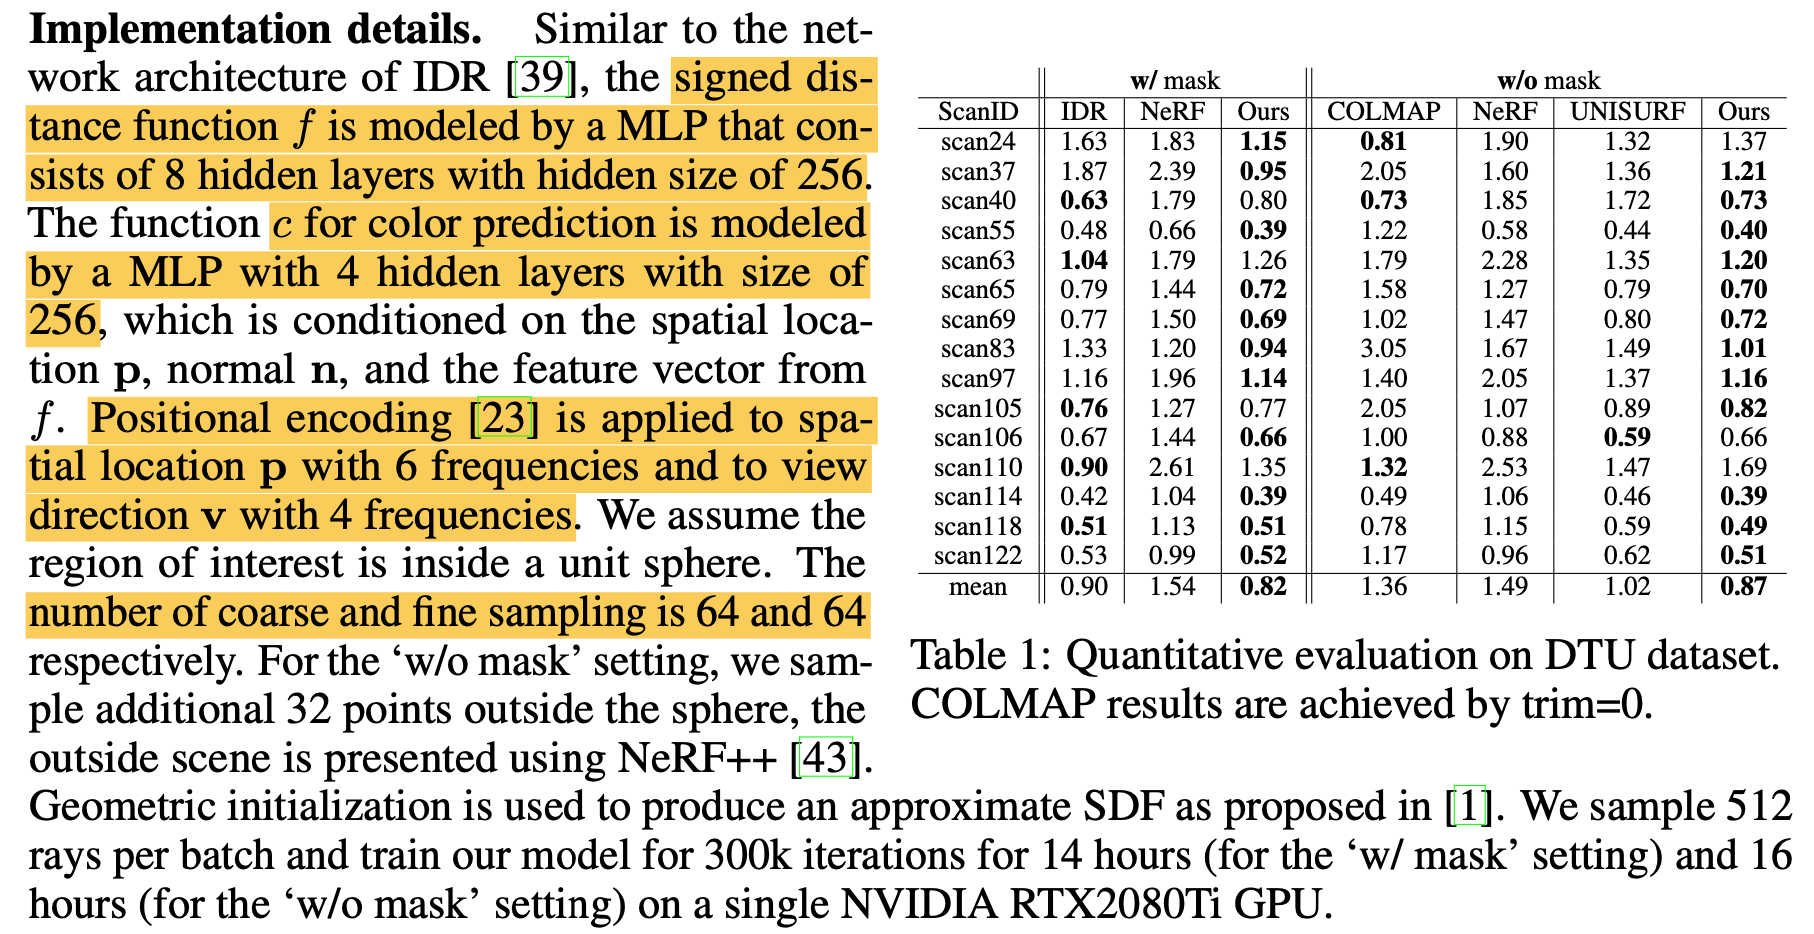 Implementation details. Similar to the net-
work architecture of IDR [39], the signed dis-
tance function f is modeled by a MLP that con-
sists of 8 hidden layers with hidden size of 256.
The function c for color prediction is modeled
by a MLP with 4 hidden layers with size of
256, which is conditioned on the spatial loca-
tion p, normal n, and the feature vector from
f. Positional encoding [23] is applied to spa-
tial location p with 6 frequencies and to view
direction v with 4 frequencies. We assume the
region of interest is inside a unit sphere. The
number of coarse and fine sampling is 64 and 64
respectively. For the ‘w/o mask’ setting, we sam-
ple additional 32 points outside the sphere, the
outside scene is presented using NeRF++ [43].
w/ mask w/o mask
ScanID IDR NeRF Ours COLMAP NeRF UNISURF Ours
scan24 1.63 1.83 1.15 0.81 1.90 1.32 1.37
scan37 1.87 2.39 0.95 2.05 1.60 1.36 1.21
scan40 0.63 1.79 0.80 0.73 1.85 1.72 0.73
scan55 0.48 0.66 0.39 1.22 0.58 0.44 0.40
scan63 1.04 1.79 1.26 1.79 2.28 1.35 1.20
scan65 0.79 1.44 0.72 1.58 1.27 0.79 0.70
scan69 0.77 1.50 0.69 1.02 1.47 0.80 0.72
scan83 1.33 1.20 0.94 3.05 1.67 1.49 1.01
scan97 1.16 1.96 1.14 1.40 2.05 1.37 1.16
scan105 0.76 1.27 0.77 2.05 1.07 0.89 0.82
scan106 0.67 1.44 0.66 1.00 0.88 0.59 0.66
scan110 0.90 2.61 1.35 1.32 2.53 1.47 1.69
scan114 0.42 1.04 0.39 0.49 1.06 0.46 0.39
scan118 0.51 1.13 0.51 0.78 1.15 0.59 0.49
scan122 0.53 0.99 0.52 1.17 0.96 0.62 0.51
mean 0.90 1.54 0.82 1.36 1.49 1.02 0.87
Table 1: Quantitative evaluation on DTU dataset.
COLMAP results are achieved by trim=0.
Geometric initialization is used to produce an approximate SDF as proposed in [1]. We sample 512
rays per batch and train our model for 300k iterations for 14 hours (for the ‘w/ mask’ setting) and 16
hours (for the ‘w/o mask’ setting) on a single NVIDIA RTX2080Ti GPU.